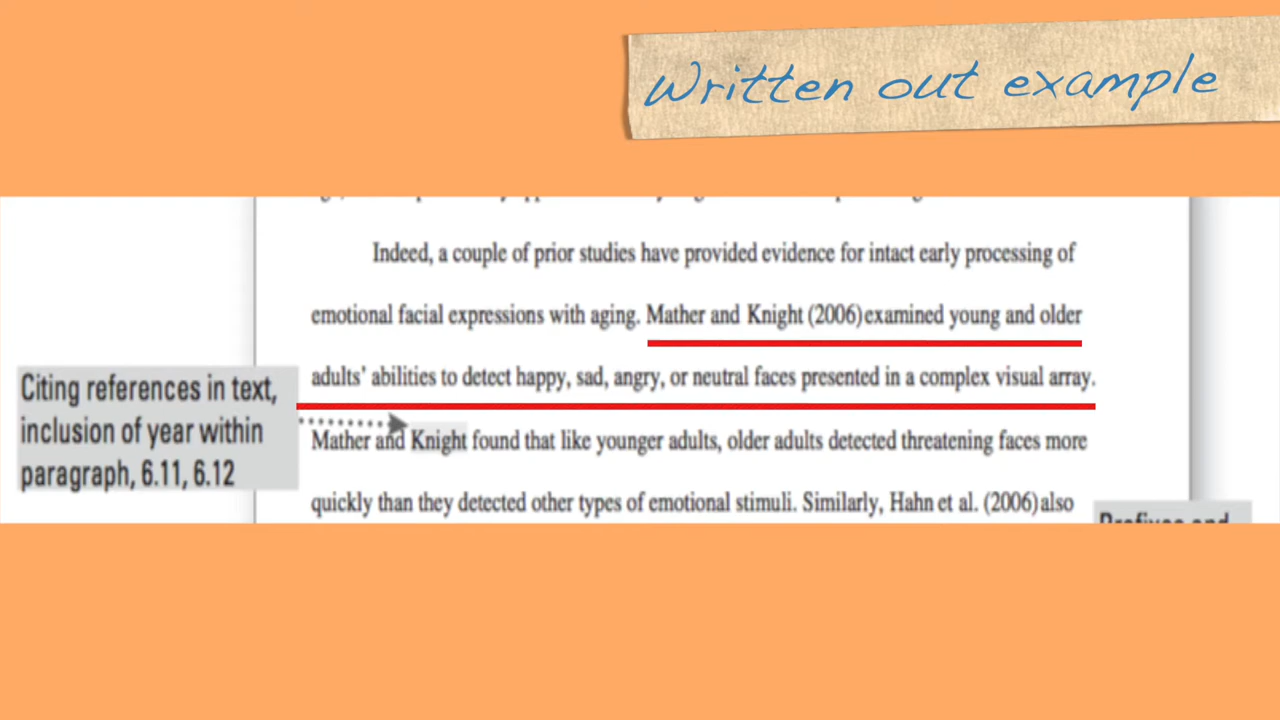 Written out example
Indeed, a couple of prior studies have provided evidence for intact early processing of
emotional facial expressions with aging. Mather and Knight (2006)examined young and older
adults’ abilities to detect happy, sad, angry, or neutral faces presented in a complex visual array.
Citing references in text,
inclusion of year within
paragraph, 6.11, 6.12
Mather and Knight found that like younger adults, older adults detected threatening faces more
quickly than they detected other types of emotional stimuli. Similarly, Hahn et al. (2006)also
Prefixes and